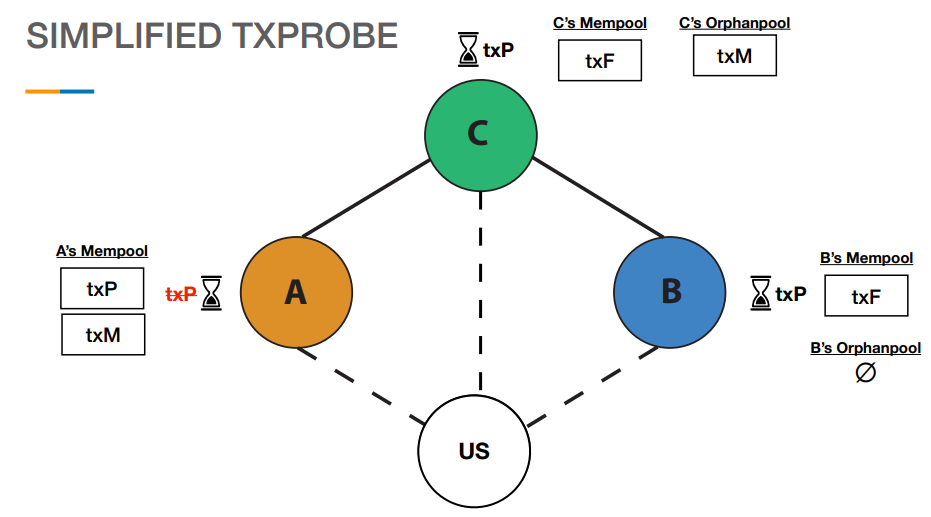 SIMPLIFIED TXPROBE
txP
C's Mempool
txF
C's Orphanpool
txM
C
A's Mempool
txP
txM
txP
A
B
txP
B's Mempool
txF
B's Orphanpool
∅
US